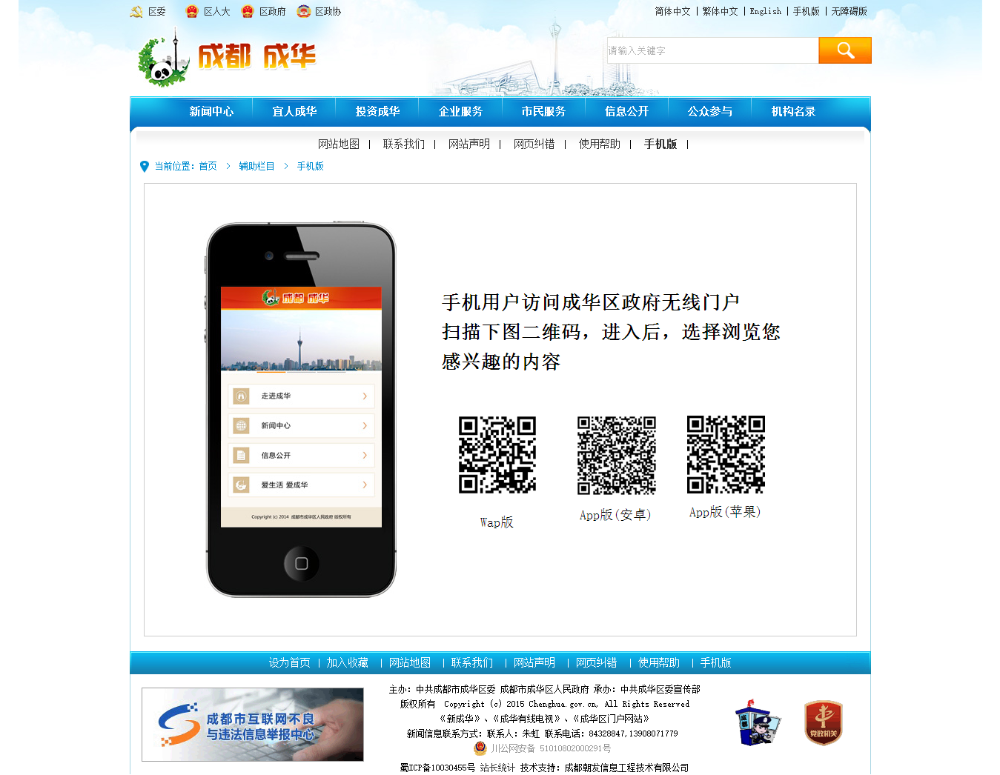 区委 区人大 区政府 区政协
简体中文 | 繁体中文 | English | 手机版 | 无障碍版
成都 成华
请输入关键字
新闻中心 宜人成华 投资成华 企业服务 市民服务 信息公开 公众参与 机构名录
网站地图 | 联系我们 | 网站声明 | 网页纠错 | 使用帮助 | 手机版 |
当前位置：首页 > 辅助栏目 > 手机版
成都 成华
走进成华
新闻中心
信息公开
爱生活 爱成华
Copyright (c) 2014 成都市成华区人民政府 版权所有
手机用户访问成华区政府无线门户
扫描下图二维码，进入后，选择浏览您
感兴趣的内容
Wap版 App版(安卓) App版(苹果)
设为首页 | 加入收藏 | 网站地图 | 联系我们 | 网站声明 | 网页纠错 | 使用帮助 | 手机版
成都市互联网不良
与违法信息举报中心
主办：中共成都市成华区委 成都市成华区人民政府 承办：中共成华区委宣传部
版权所有 Copyright (c) 2015 Chenghua.gov.cn, All Rights Reserved
《新成华》、《成华有线电视》、《成华区门户网站》
新闻信息联系方式：联系人：朱虹 联系电话：84328847,13908071779
川公网安备 51010802000291号
蜀ICP备10030455号 站长统计 技术支持：成都朝发信息工程技术有限公司
成都
党政机关